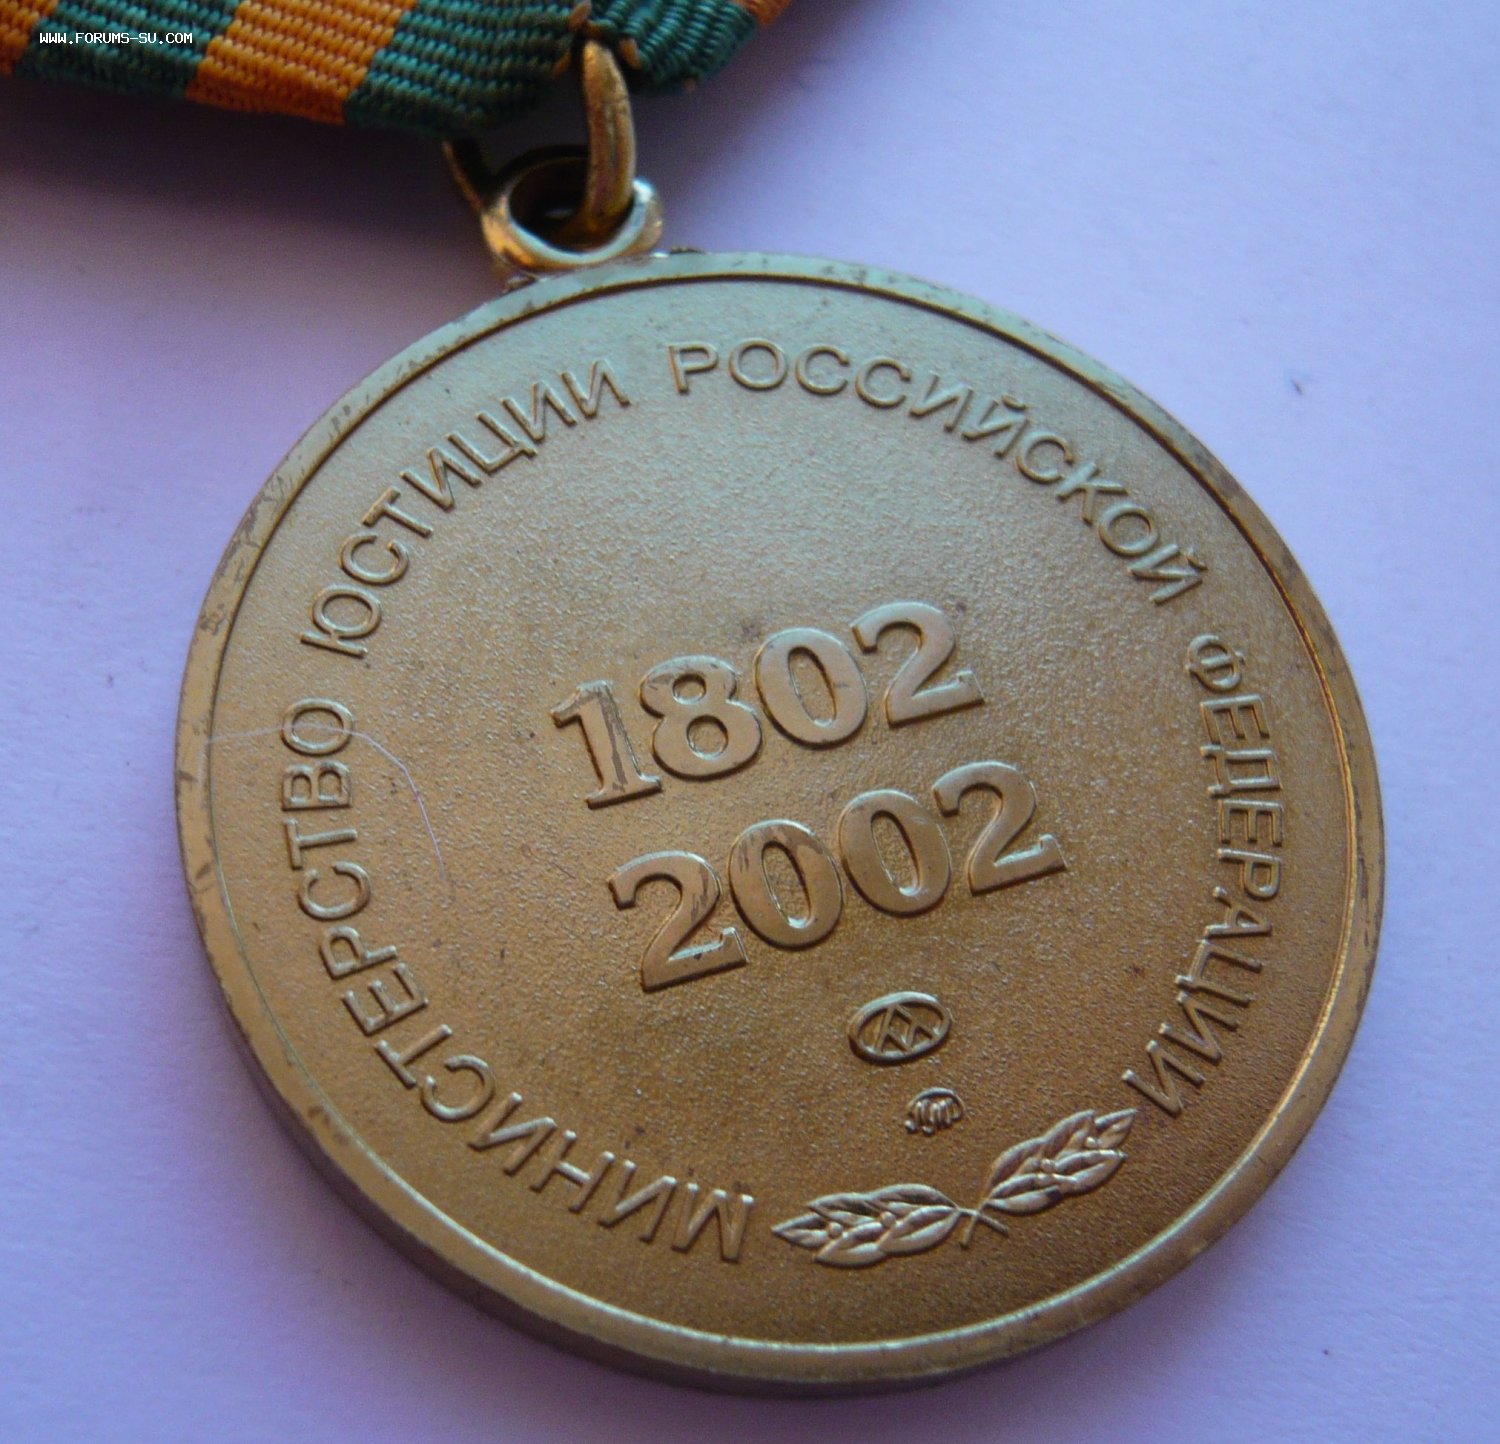 WWW.FORUMS-SU.COM
МИНИСТЕРСТВО ЮСТИЦИИ РОССИЙСКОЙ ФЕДЕРАЦИИ
1802
2002